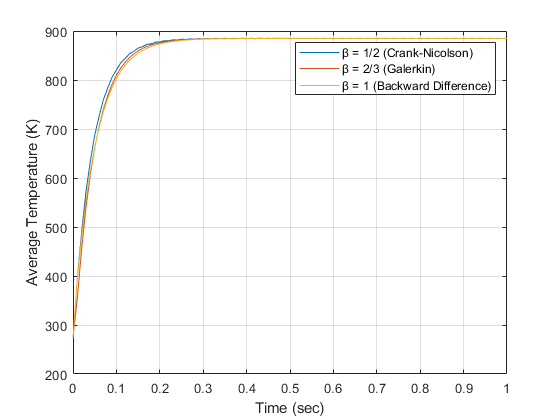 900
800
700
600
500
400
300
200
Average Temperature (K)
β = 1/2 (Crank-Nicolson)
β = 2/3 (Galerkin)
β = 1 (Backward Difference)
0 0.1 0.2 0.3 0.4 0.5 0.6 0.7 0.8 0.9 1
Time (sec)